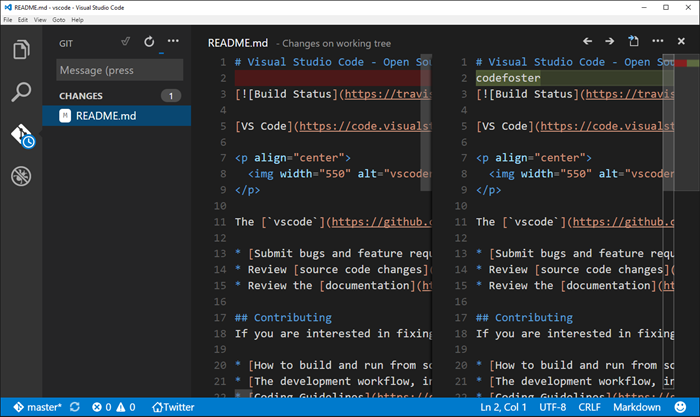 README.md - vscode - Visual Studio Code
File Edit View Goto Help
GIT
Message (press
CHANGES 1
M README.md
README.md - Changes on working tree
1 # Visual Studio Code - Open Sou
2
3 [![Build Status](https://travis
4
5 [VS Code](https://code.visualst
6
7 <p align="center">
8 <img width="550" alt="vscoder
9 </p>
10
11 The [`vscode`](https://github.c
12
13 * [Submit bugs and feature requ
14 * Review [source code changes](
15 * Review the [documentation](ht
16
17 ## Contributing
18 If you are interested in fixing
19
20 * [How to build and run from so
21 * [The development workflow, in
22 * [Coding Guidelines](https://g
1 # Visual Studio Code - Open Sou
2 codefoster
3 [![Build Status](https://travis
4
5 [VS Code](https://code.visualst
6
7 <p align="center">
8 <img width="550" alt="vscoder
9 </p>
10
11 The [`vscode`](https://github.c
12
13 * [Submit bugs and feature requ
14 * Review [source code changes](
15 * Review the [documentation](ht
16
17 ## Contributing
18 If you are interested in fixing
19
20 * [How to build and run from so
21 * [The development workflow, in
22 * [Coding Guidelines](https://g
master* 0 0 Twitter Ln 2, Col 1 UTF-8 CRLF Markdown